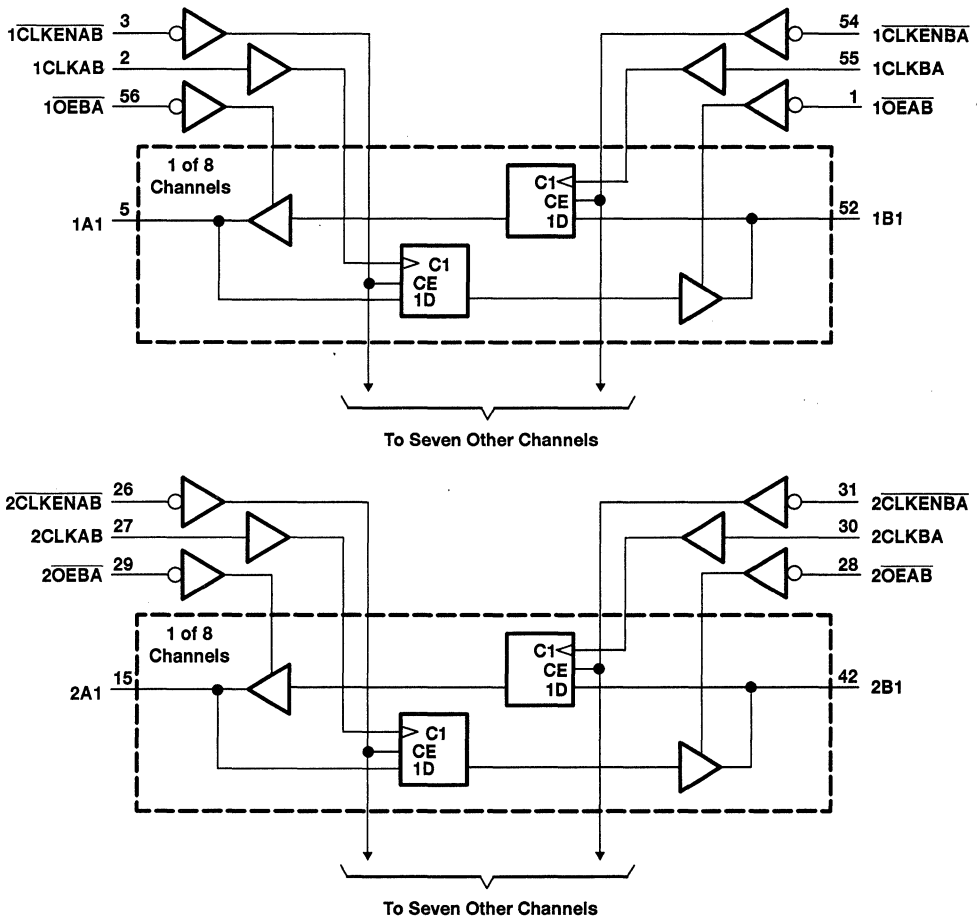 1CLKENAB 3
2
1CLKAB
56
1OEBA
54
1CLKENBA
55
1CLKBA
1
1OEAB
1 of 8
Channels
5
1A1
C1
CE
1D
52
1B1
C1
CE
1D
To Seven Other Channels
2CLKENAB 26
27
2CLKAB
29
2OEBA
31
2CLKENBA
30
2CLKBA
28
2OEAB
1 of 8
Channels
15
2A1
C1
CE
1D
42
2B1
C1
CE
1D
To Seven Other Channels